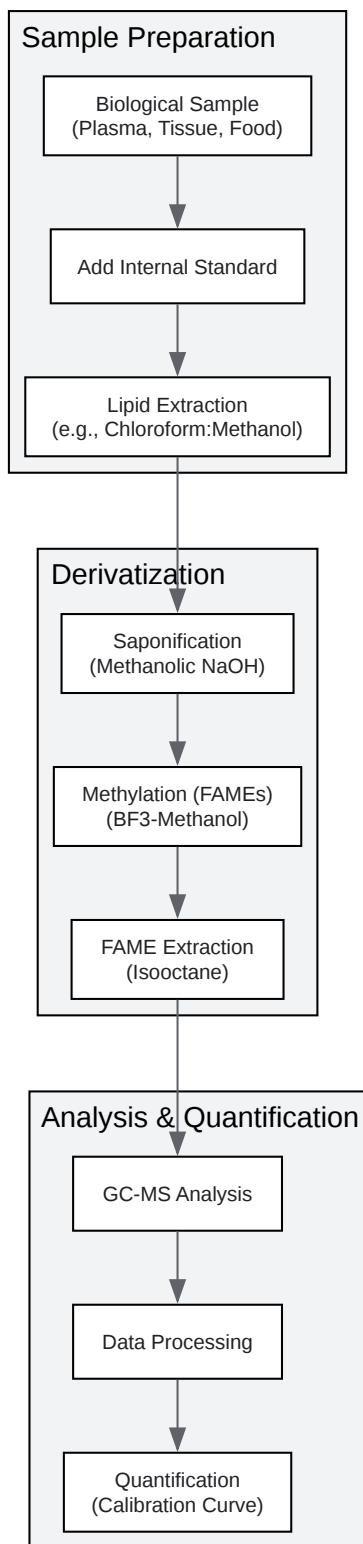 Sample Preparation
Biological Sample
(Plasma, Tissue, Food)
Add Internal Standard
Lipid Extraction
(e.g., Chloroform:Methanol)
Derivatization
Saponification
(Methanolic NaOH)
Methylation (FAMEs)
(BF3-Methanol)
FAME Extraction
(Isooctane)
Analysis & Quantification
GC-MS Analysis
Data Processing
Quantification
(Calibration Curve)